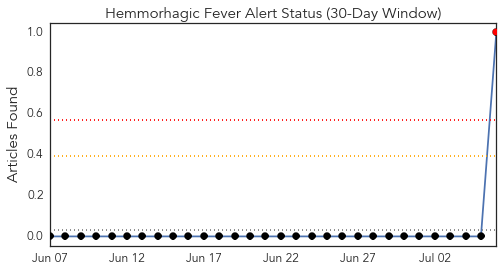 Hemmorhagic Fever Alert Status (30-Day Window)
Articles Found
1.0
0.8
0.6
0.4
0.2
0.0
Jun 07 Jun 12 Jun 17 Jun 22 Jun 27 Jul 02